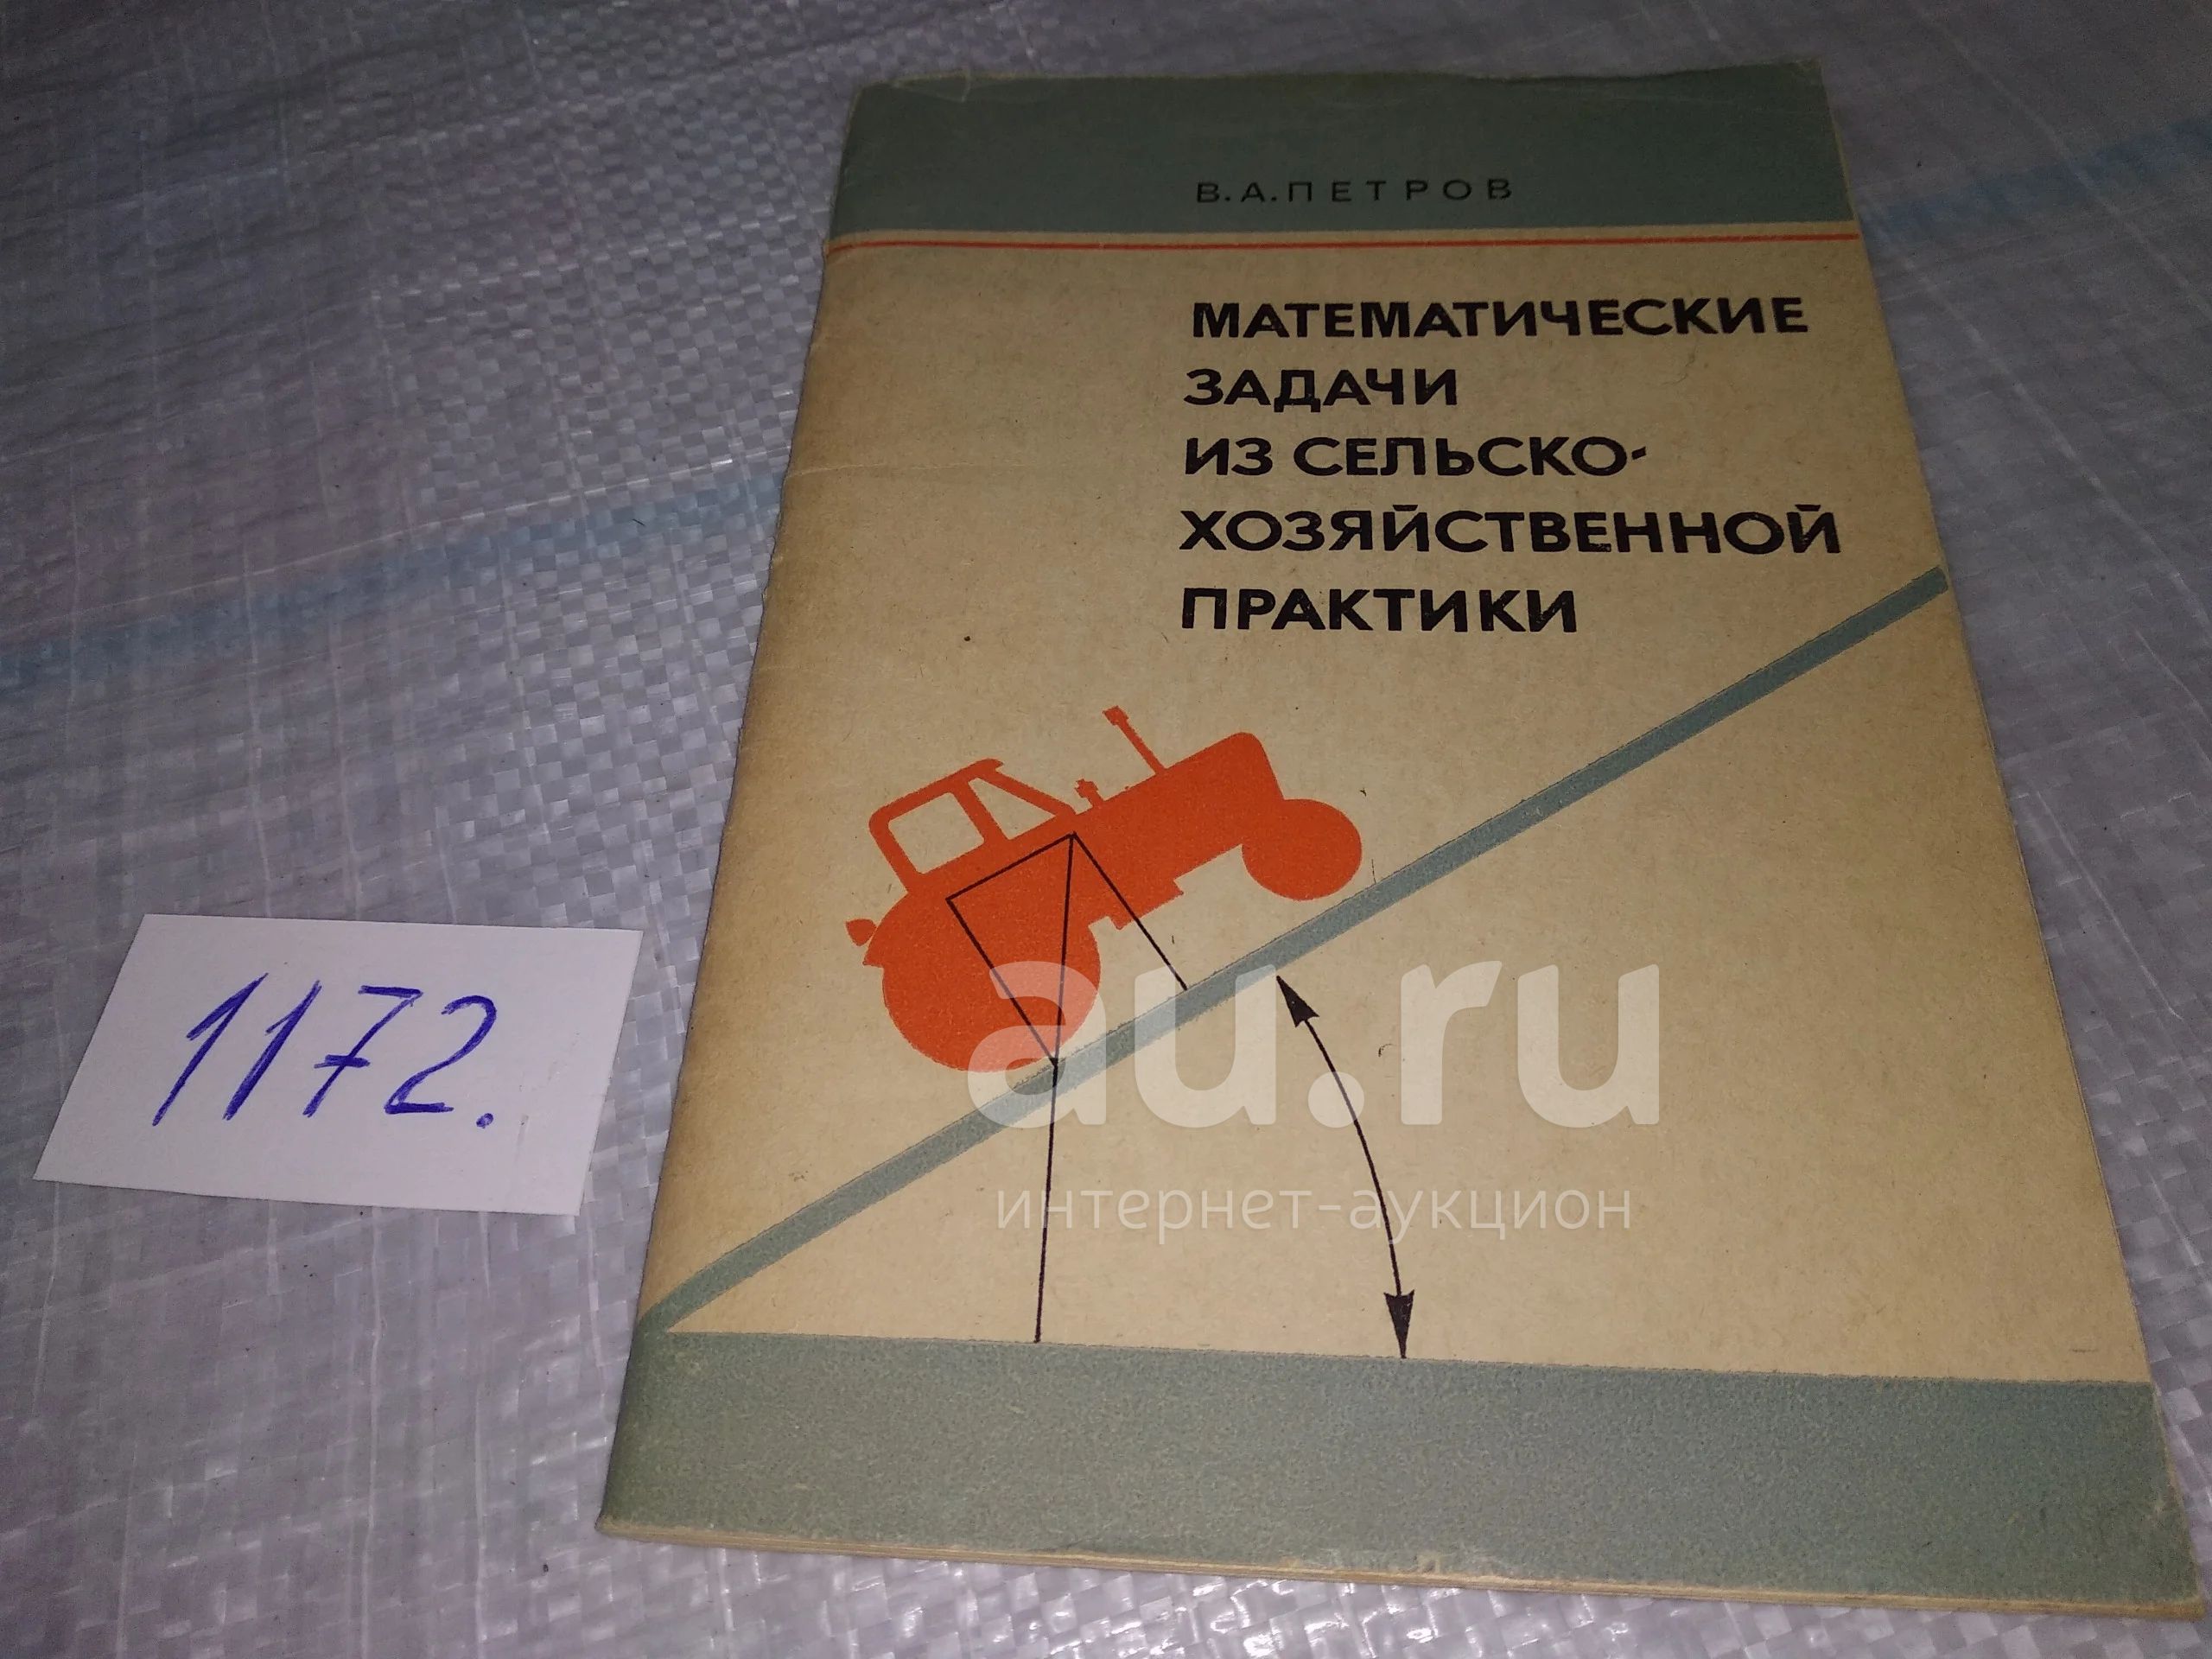 В.А.ПЕТРОВ
МАТЕМАТИЧЕСКИЕ
ЗАДАЧИ
ИЗ СЕЛЬСКО-
ХОЗЯЙСТВЕННОЙ
ПРАКТИКИ
1172.
au.ru
интернет-аукцион